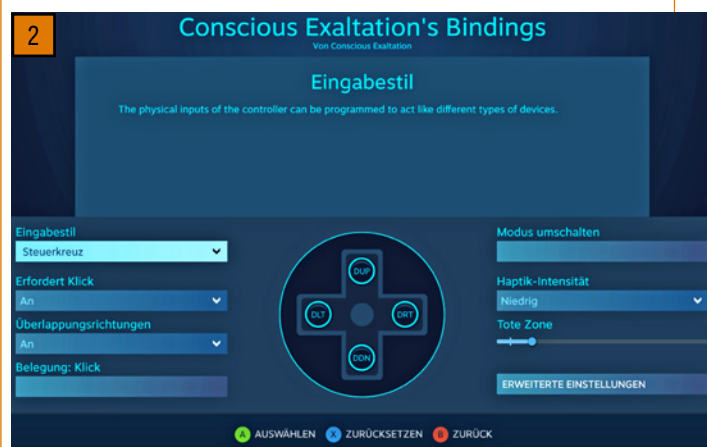 2
Conscious Exaltation's Bindings
Von Conscious Exaltation
Eingabestil
The physical inputs of the controller can be programmed to act like different types of devices.
Eingabestil
Steuerkreuz
Erfordert Klick
An
Überlappungsrichtungen
An
Belegung: Klick
DUP
DLT
DRT
DDN
Modus umschalten
Haptik-Intensität
Niedrig
Tote Zone
ERWEITERTE EINSTELLUNGEN
A AUSWÄHLEN X ZURÜCKSETZEN B ZURÜCK